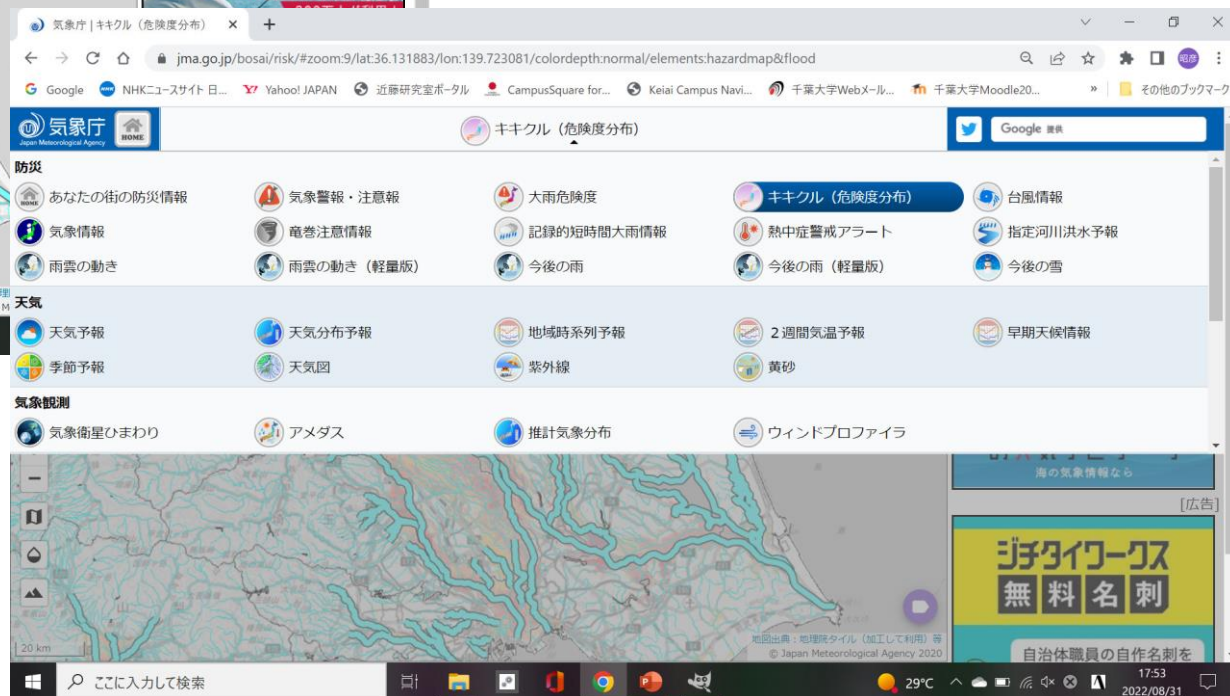 気象庁 | キキクル（危険度分布）
jma.go.jp/bosai/risk/#zoom:9/lat:36.131883/lon:139.723081/colordepth:normal/elements:hazardmap&flood
昭彦
Google NHKニュースサイト 日... Yahoo! JAPAN 近藤研究室ポータル CampusSquare for... Keiai Campus Navi... 千葉大学Webメール... 千葉大学Moodle20... » その他のブックマーク
気象庁
Japan Meteorological Agency
HOME
キキクル（危険度分布）
Google 提供
防災
あなたの街の防災情報 気象警報・注意報 大雨危険度 キキクル（危険度分布） 台風情報
気象情報 竜巻注意情報 記録的短時間大雨情報 熱中症警戒アラート 指定河川洪水予報
雨雲の動き 雨雲の動き（軽量版） 今後の雨 今後の雨（軽量版） 今後の雪
天気
天気予報 天気分布予報 地域時系列予報 ２週間気温予報 早期天候情報
季節予報 天気図 紫外線 黄砂
気象観測
気象衛星ひまわり アメダス 推計気象分布 ウィンドプロファイラ
海の気象情報なら
[広告]
ジチタイワークス
無料名刺
自治体職員の自作名刺を
20 km
地図出典：地理院タイル（加工して利用）等
© Japan Meteorological Agency 2020
ここに入力して検索
29°C
17:53
2022/08/31